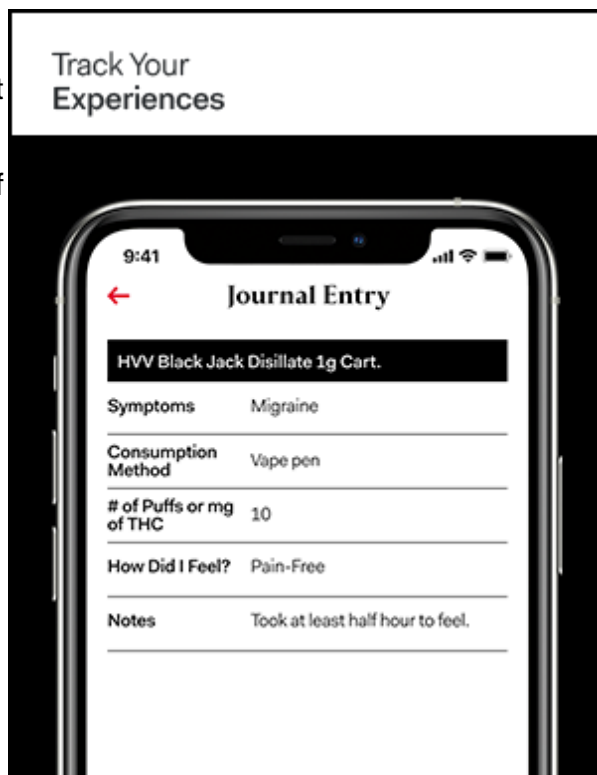 Track Your
Experiences
t
f
9:41
Journal Entry
HVV Black Jack Disillate 1g Cart.
Symptoms Migraine
Consumption
Method Vape pen
# of Puffs or mg
of THC 10
How Did I Feel? Pain-Free
Notes Took at least half hour to feel.